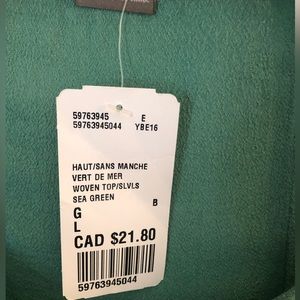 59763945 E
59763945044 YBE16
HAUT/SANS MANCHE
VERT DE MER
WOVEN TOP/SLVLS
SEA GREEN
G B
L
CAD $21.80
59763945044